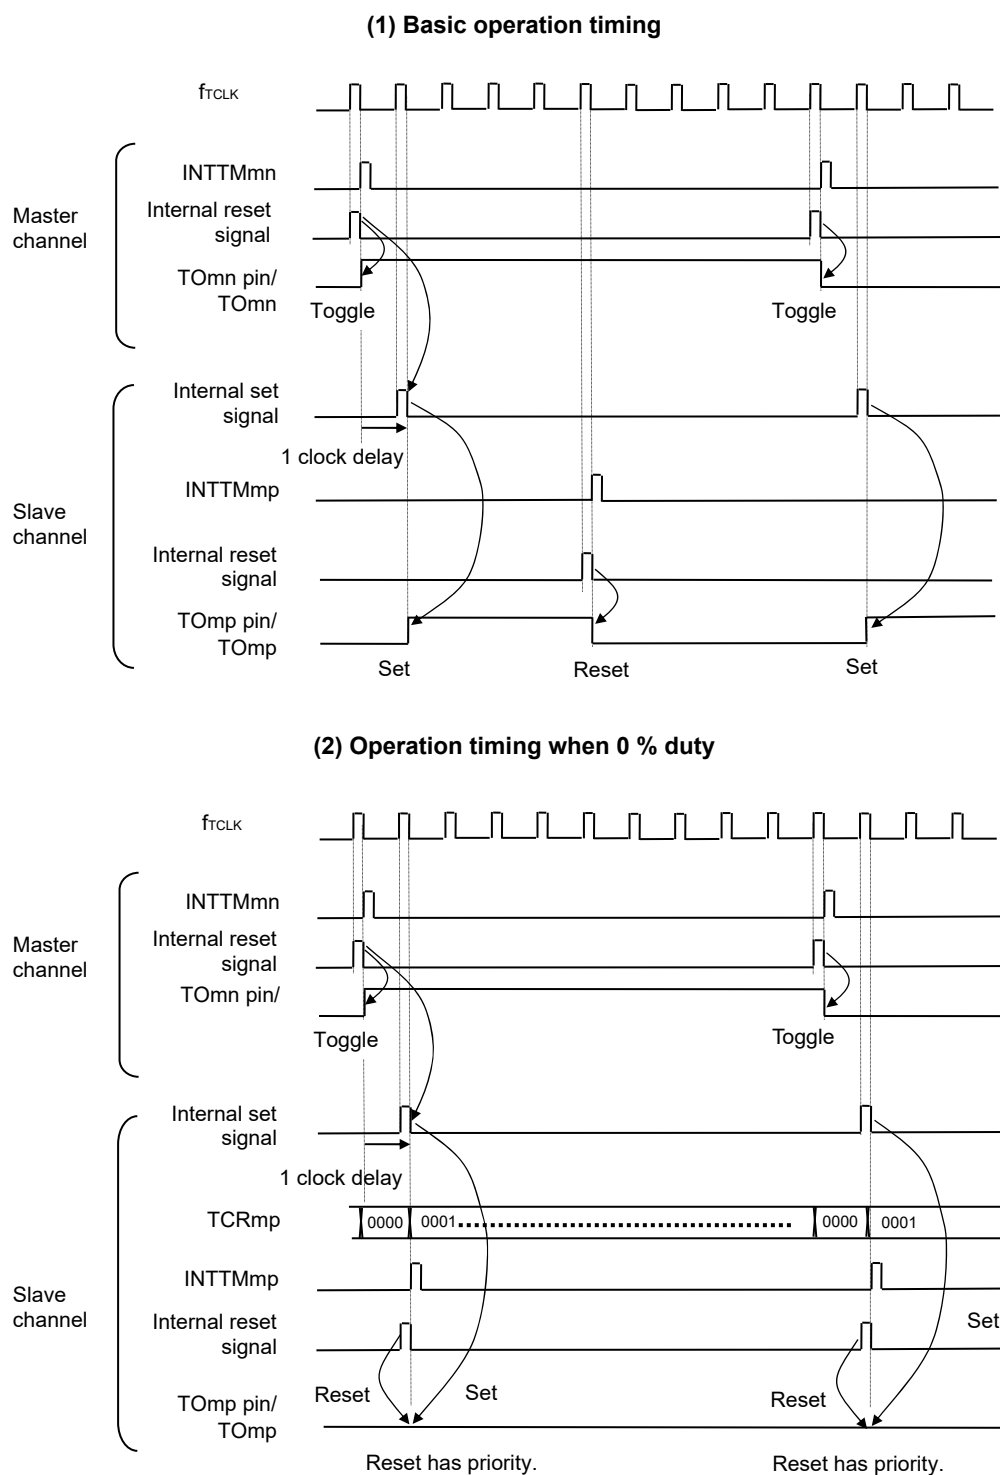 (1) Basic operation timing
fTCLK
INTTMmn
Internal reset
signal
Master
channel
TOmn pin/
TOmn
Toggle
Toggle
Internal set
signal
1 clock delay
INTTMmp
Slave
channel
Internal reset
signal
TOmp pin/
TOmp
Set
Reset
Set
(2) Operation timing when 0 % duty
fTCLK
INTTMmn
Internal reset
signal
Master
channel
TOmn pin/
Toggle
Toggle
Internal set
signal
1 clock delay
TCRmp
0000
0001
0000
0001
INTTMmp
Slave
channel
Internal reset
signal
Set
Reset
Set
Reset
TOmp pin/
TOmp
Reset has priority.
Reset has priority.